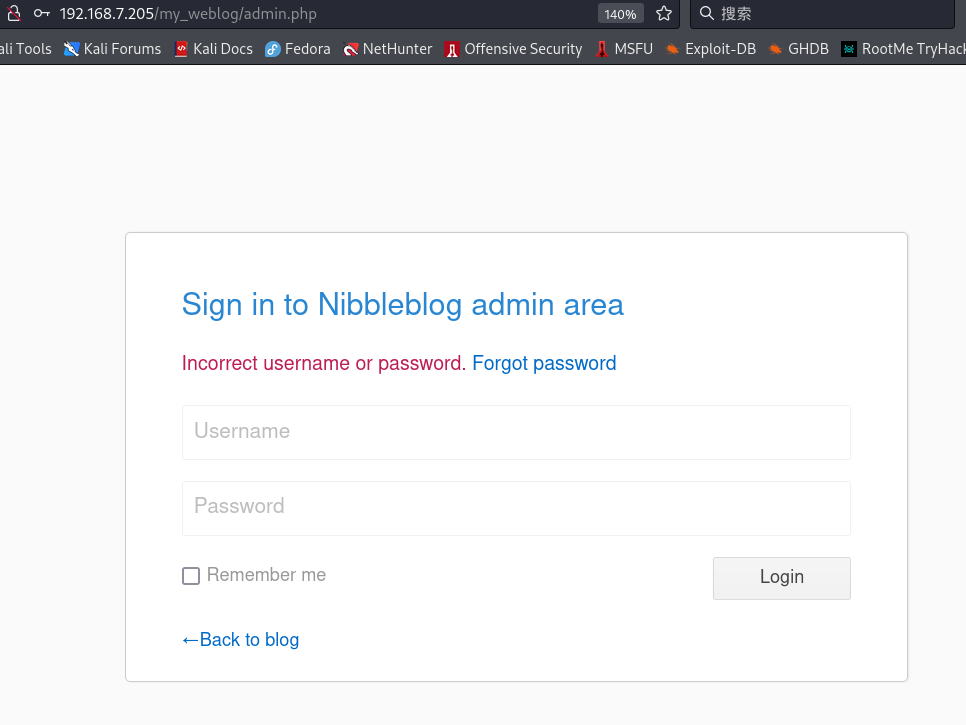 192.168.7.205/my_weblog/admin.php 140% 搜索
ali Tools Kali Forums Kali Docs Fedora NetHunter Offensive Security MSFU Exploit-DB GHDB RootMe TryHack
Sign in to Nibbleblog admin area
Incorrect username or password. Forgot password
Username
Password
Remember me Login
←Back to blog